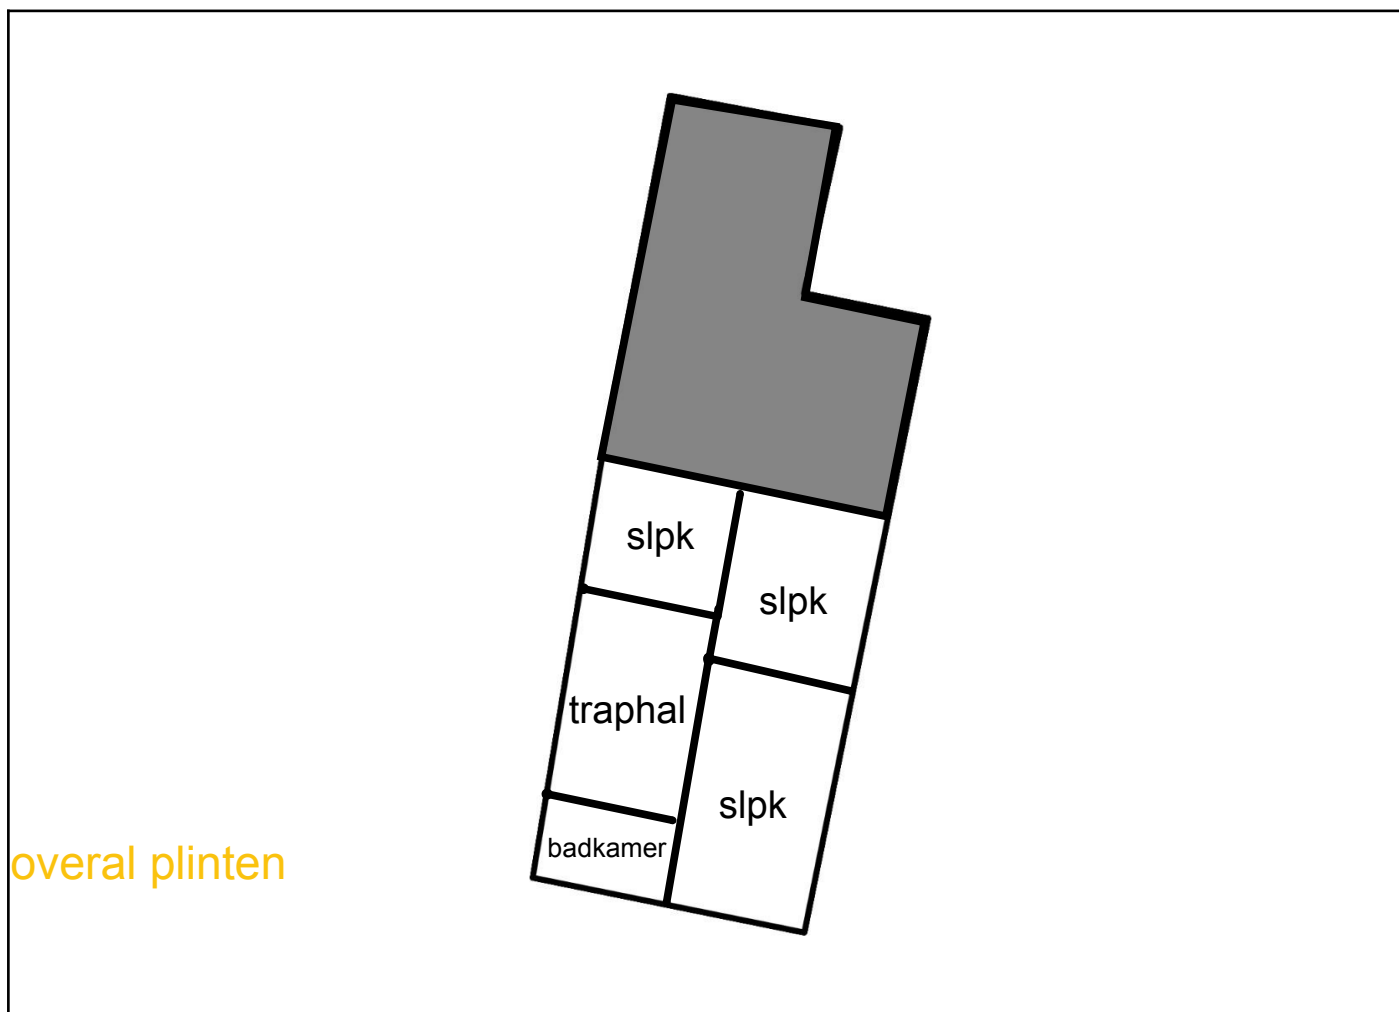 slpk
slpk
traphal
slpk
badkamer
overal plinten